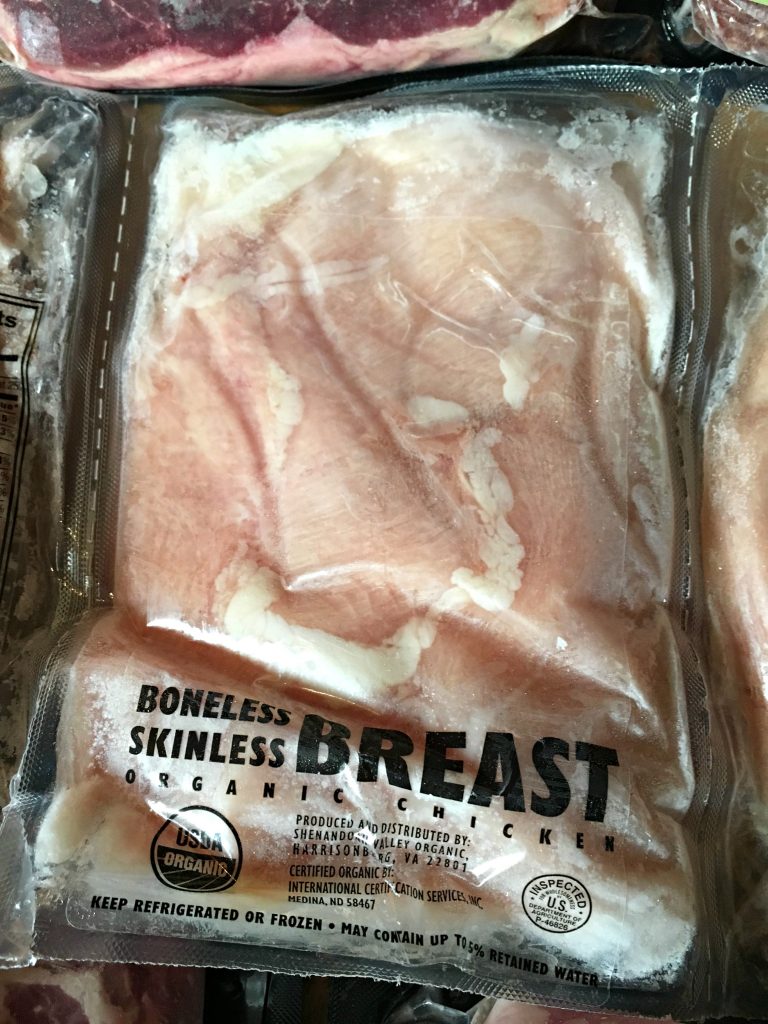 BONELESS
SKINLESS
BREAST
ORGANIC CHICKEN
USDA
ORGANIC
PRODUCED AND DISTRIBUTED BY:
SHENANDOAH VALLEY ORGANIC,
HARRISONBURG, VA 22801
CERTIFIED ORGANIC BY:
INTERNATIONAL CERTIFICATION SERVICES, INC.
MEDINA, ND 58467
INSPECTED
FOR WHOLESOMENESS
U.S.
DEPARTMENT OF
AGRICULTURE
P-46826
KEEP REFRIGERATED OR FROZEN • MAY CONTAIN UP TO 5% RETAINED WATER